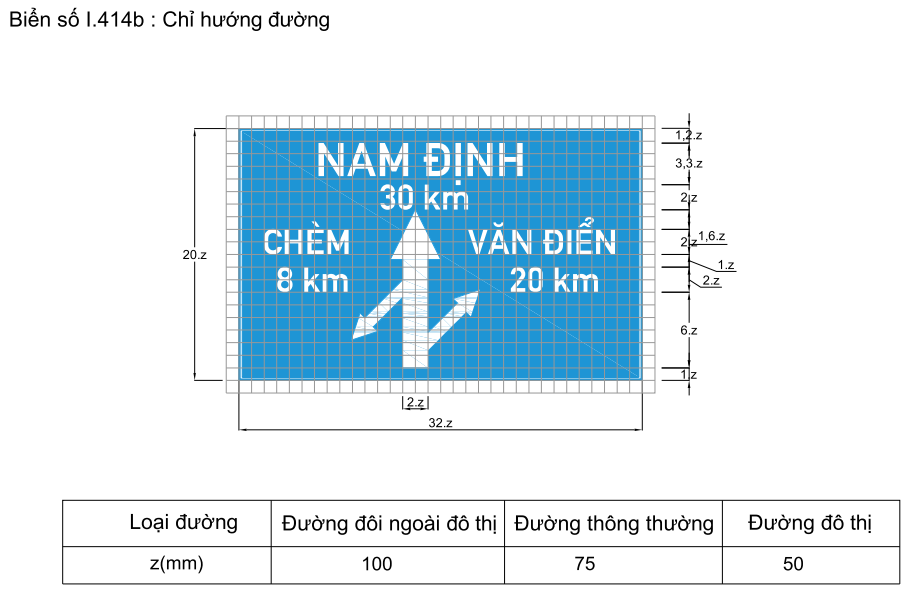 Biển số I.414b : Chỉ hướng đường
1,2.z
NAM ĐỊNH
3,3.z
30 km
2.z
CHÈM
VĂN ĐIỂN
2.z
1,6.z
20.z
1.z
8 km
20 km
2.z
6.z
1.z
2.z
32.z
Loại đường Đường đôi ngoài đô thị Đường thông thường Đường đô thị
z(mm) 100 75 50